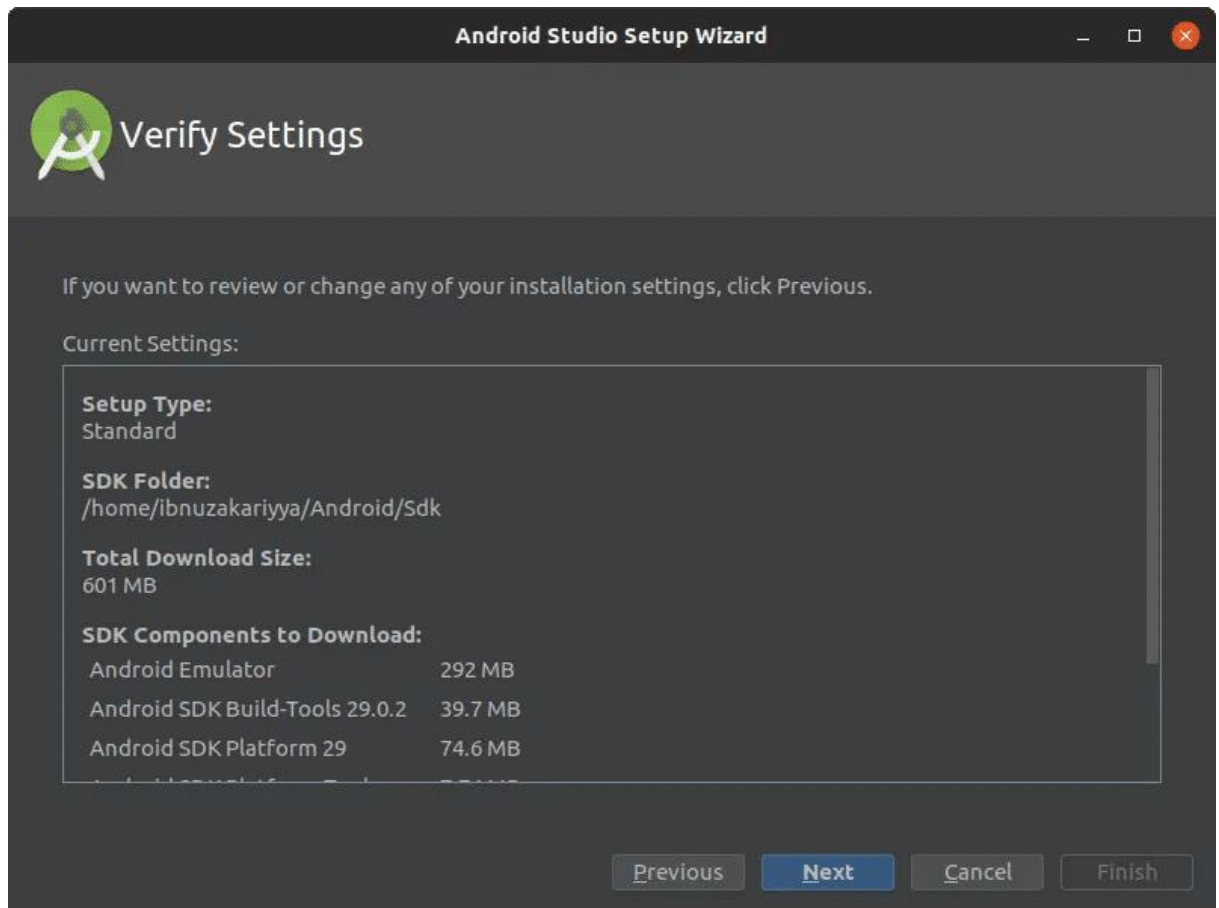 Android Studio Setup Wizard
Verify Settings
If you want to review or change any of your installation settings, click Previous.
Current Settings:
Setup Type:
Standard
SDK Folder:
/home/ibnuzakariyya/Android/Sdk
Total Download Size:
601 MB
SDK Components to Download:
Android Emulator 292 MB
Android SDK Build-Tools 29.0.2 39.7 MB
Android SDK Platform 29 74.6 MB
Previous Next Cancel Finish